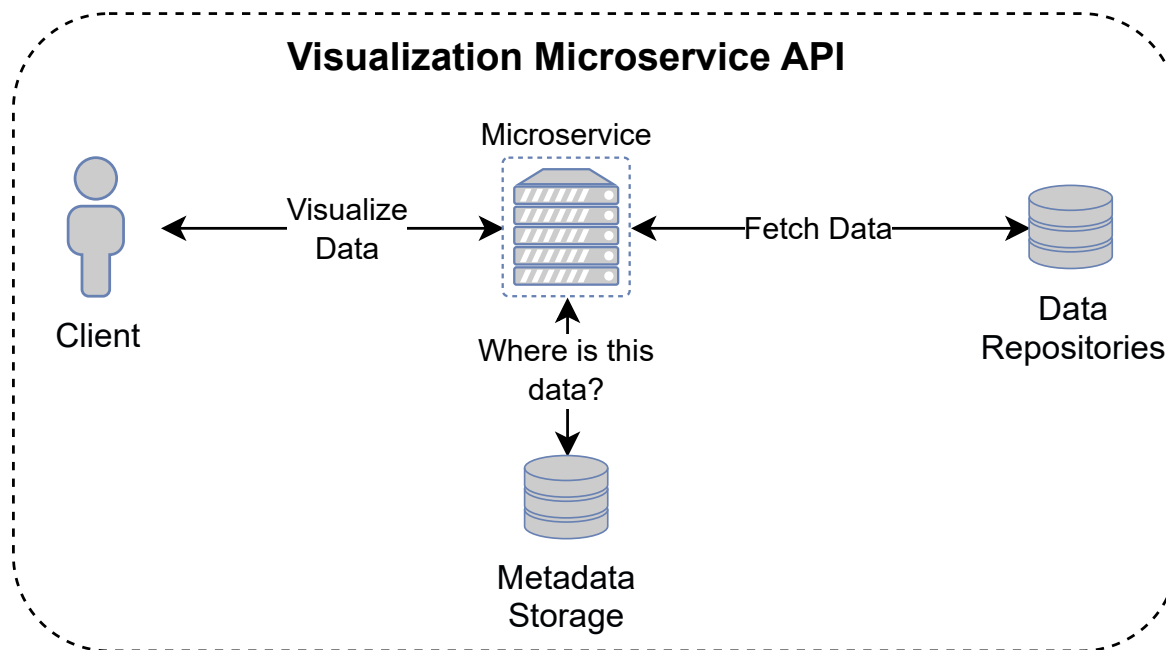 Visualization Microservice API
Microservice
Visualize
Data
Fetch Data
Client
Data
Repositories
Where is this
data?
Metadata
Storage